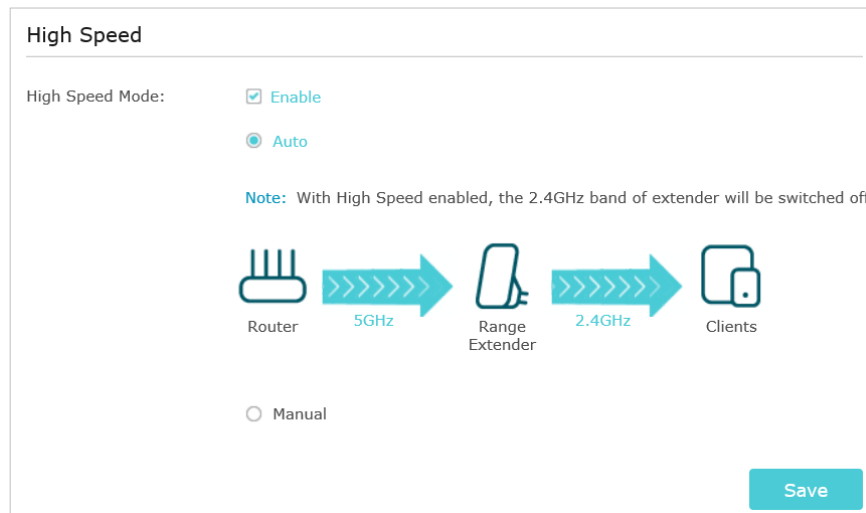 High Speed
High Speed Mode:
Enable
Auto
Note: With High Speed enabled, the 2.4GHz band of extender will be switched off
5GHz
2.4GHz
Router
Range
Extender
Clients
Manual
Save